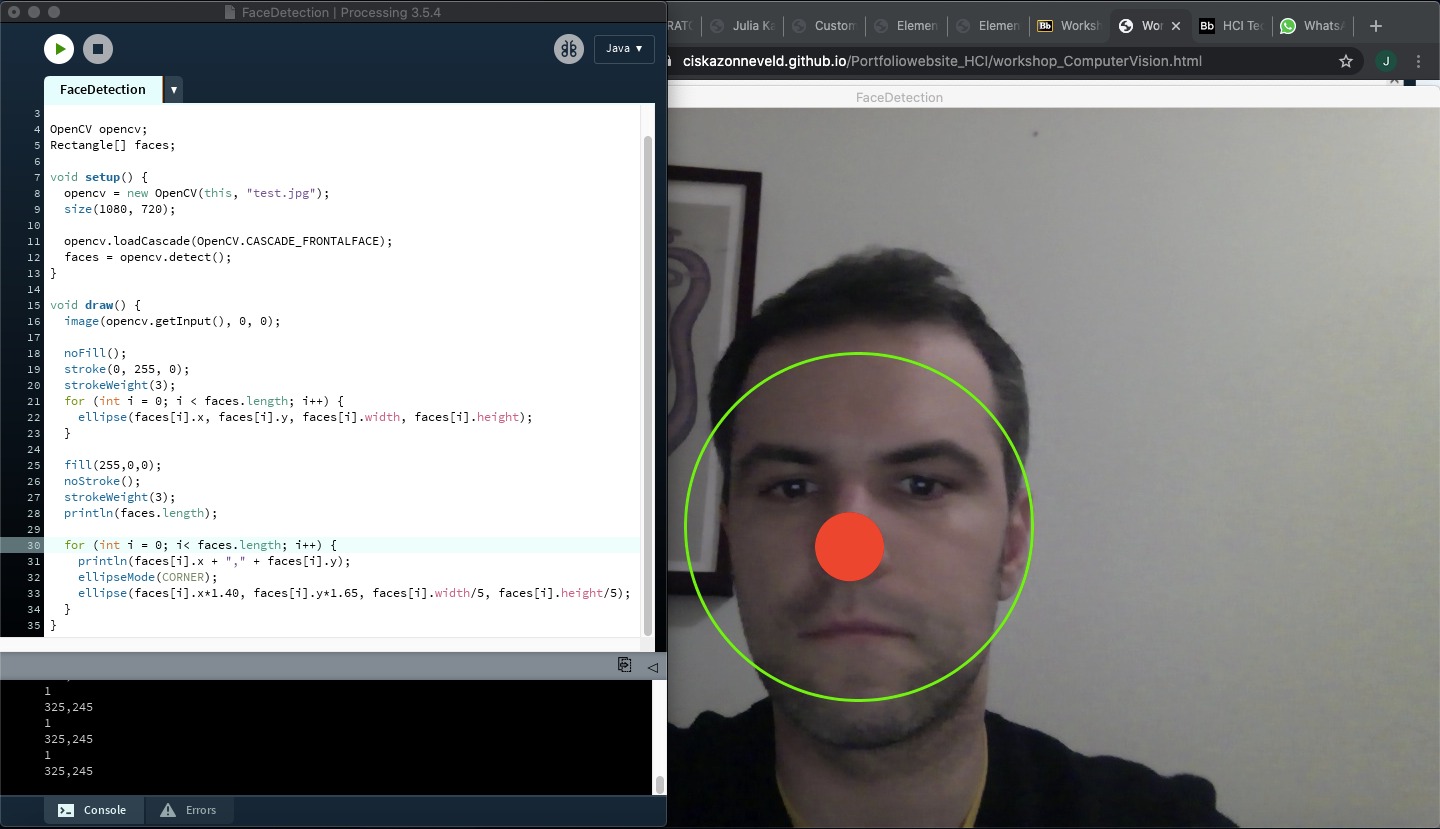 FaceDetection | Processing 3.5.4
Java ▾
FaceDetection ▼
3
4 OpenCV opencv;
5 Rectangle[] faces;
6
7 void setup() {
8 opencv = new OpenCV(this, "test.jpg");
9 size(1080, 720);
10
11 opencv.loadCascade(OpenCV.CASCADE_FRONTALFACE);
12 faces = opencv.detect();
13 }
14
15 void draw() {
16 image(opencv.getInput(), 0, 0);
17
18 noFill();
19 stroke(0, 255, 0);
20 strokeWeight(3);
21 for (int i = 0; i < faces.length; i++) {
22 ellipse(faces[i].x, faces[i].y, faces[i].width, faces[i].height);
23 }
24
25 fill(255,0,0);
26 noStroke();
27 strokeWeight(3);
28 println(faces.length);
29
30 for (int i = 0; i< faces.length; i++) {
31 println(faces[i].x + "," + faces[i].y);
32 ellipseMode(CORNER);
33 ellipse(faces[i].x*1.40, faces[i].y*1.65, faces[i].width/5, faces[i].height/5);
34 }
35 }
1
325,245
1
325,245
1
325,245
Console
Errors
RATO
Julia Ka
Custom
Elemen
Elemen
Bb Worksh
Wor
Bb HCI Tec
WhatsA
ciskazonneveld.github.io/Portfoliowebsite_HCI/workshop_ComputerVision.html
J
FaceDetection